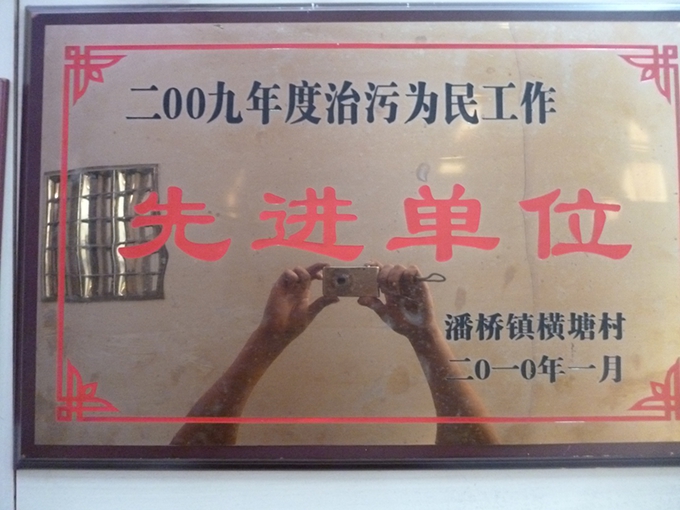 二00九年度治污为民工作
先进单位
潘桥镇横塘村
二0一0年一月